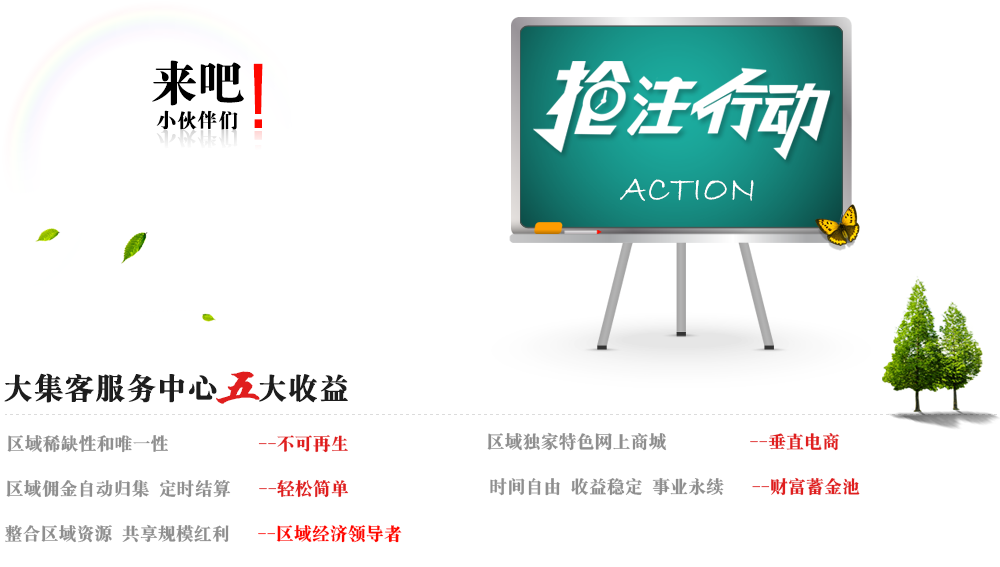 来吧!
小伙伴们
抢注行动
ACTION
大集客服务中心五大收益
区域稀缺性和唯一性 --不可再生
区域独家特色网上商城 --垂直电商
区域佣金自动归集 定时结算 --轻松简单
时间自由 收益稳定 事业永续 --财富蓄金池
整合区域资源 共享规模红利 --区域经济领导者